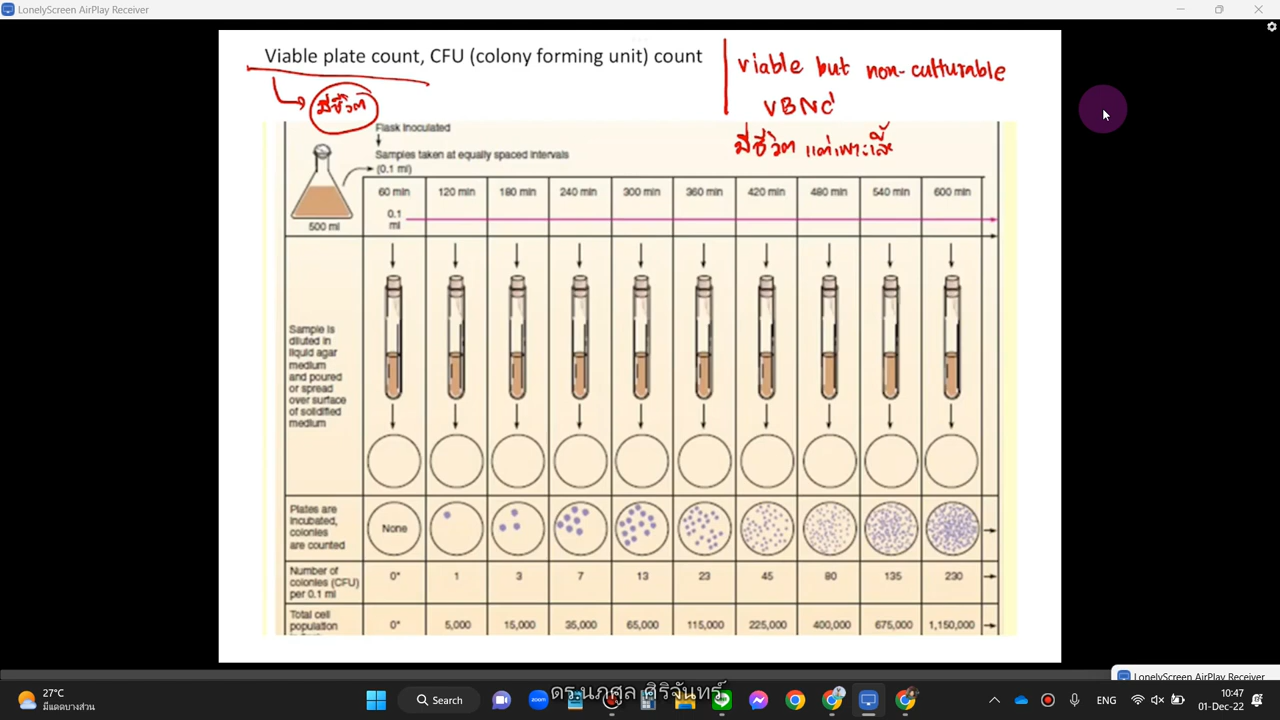 LonelyScreen AirPlay Receiver
Viable plate count, CFU (colony forming unit) count
มีชีวิต
viable but non-culturable
VBNC
มีชีวิต แต่เพาะเลี้
Flask inoculated
Samples taken at equally spaced intervals
(0.1 ml)
500 ml
60 min 120 min 180 min 240 min 300 min 360 min 420 min 480 min 540 min 600 min
0.1
ml
Sample is
diluted in
liquid agar
medium
and poured
or spread
over surface
of solidified
medium
Plates are
incubated,
colonies
are counted
None
Number of
colonies (CFU)
per 0.1 ml
0* 1 3 7 13 23 45 80 135 230
Total cell
population
0* 5,000 15,000 35,000 65,000 115,000 225,000 400,000 675,000 1,150,000
LonelyScreen AirPlay Receiver
27°C
มีแดดบางส่วน
Search
ดร.นภศูล ศิริจันทร์
ENG
10:47
01-Dec-22